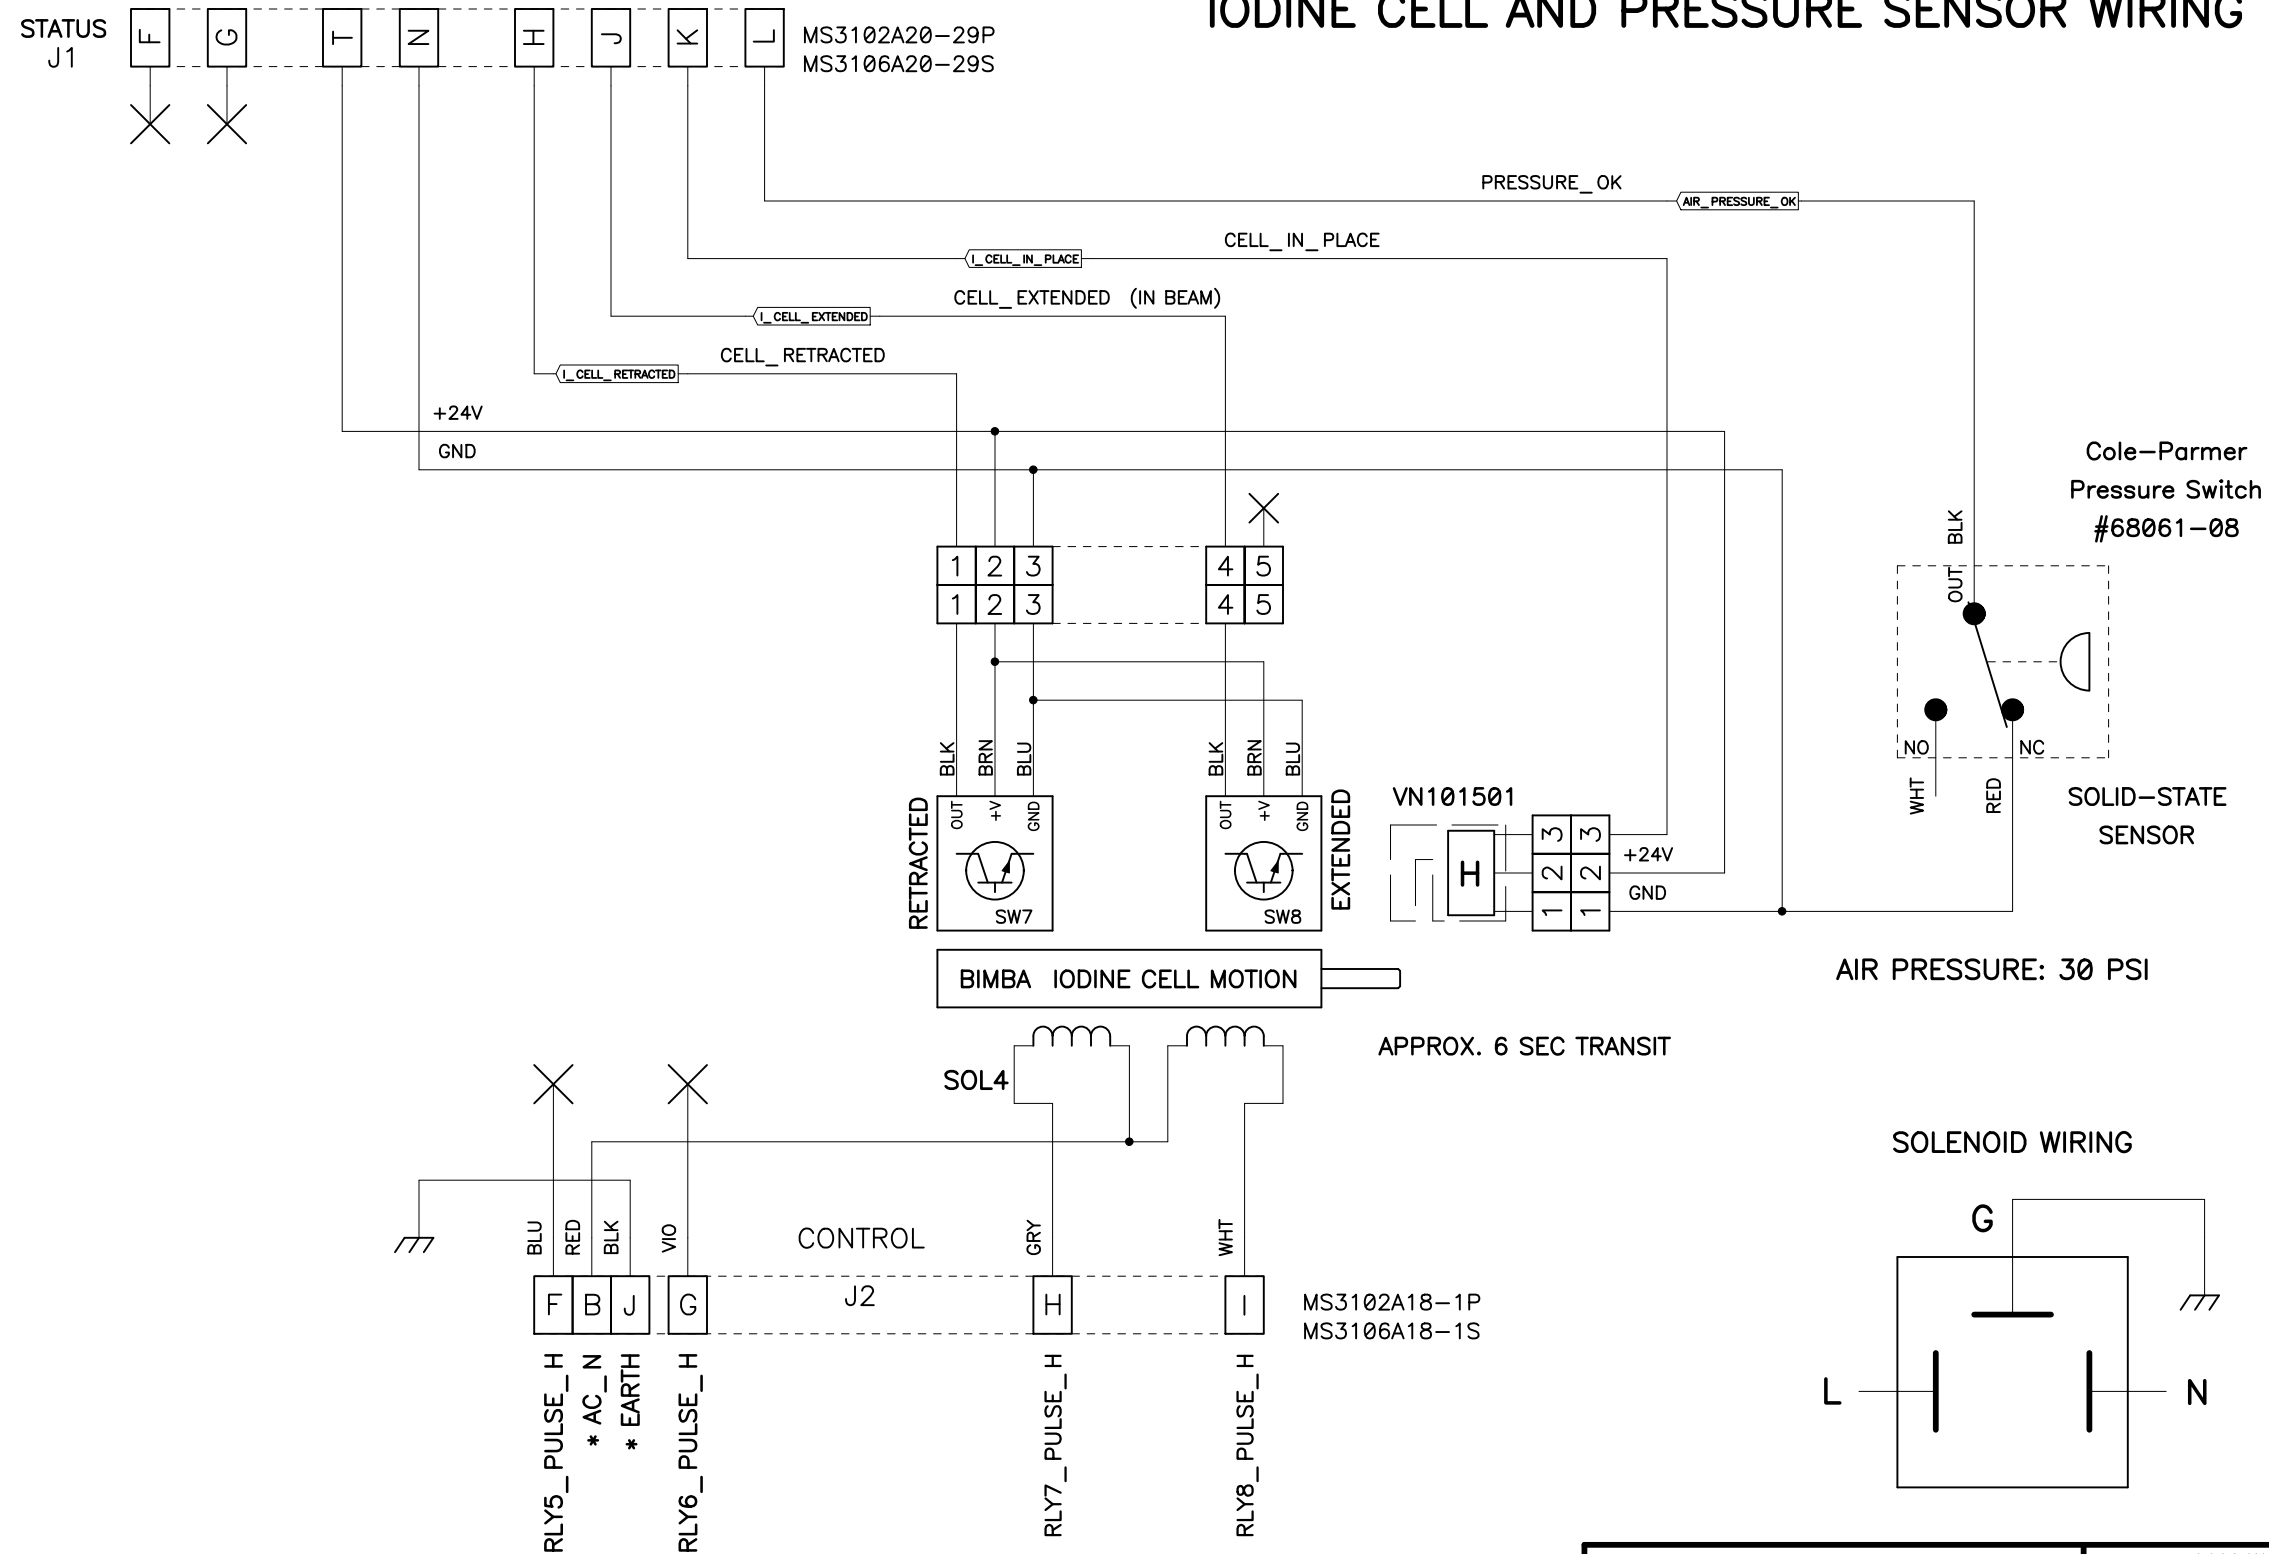 IODINE CELL AND PRESSURE SENSOR WIRING
STATUS
J1
F G T N H J K L
MS3102A20-29P
MS3106A20-29S
PRESSURE_OK
AIR_PRESSURE_OK
CELL_IN_PLACE
I_CELL_IN_PLACE
CELL_EXTENDED (IN BEAM)
I_CELL_EXTENDED
CELL_RETRACTED
I_CELL_RETRACTED
+24V
GND
Cole-Parmer
Pressure Switch
#68061-08
BLK
OUT
1 2 3 4 5
1 2 3 4 5
NO NC
WHT RED
SOLID-STATE
SENSOR
BLK BRN BLU BLK BRN BLU
RETRACTED
OUT +V GND
SW7
OUT +V GND
SW8
EXTENDED
VN101501
H
3 3
2 2
1 1
+24V
GND
BIMBA IODINE CELL MOTION
AIR PRESSURE: 30 PSI
APPROX. 6 SEC TRANSIT
SOL4
SOLENOID WIRING
G
L
N
BLU RED BLK VIO GRY WHT
CONTROL
J2
F B J G H I
MS3102A18-1P
MS3106A18-1S
RLY5_PULSE_H
* AC_N
* EARTH
RLY6_PULSE_H
RLY7_PULSE_H
RLY8_PULSE_H